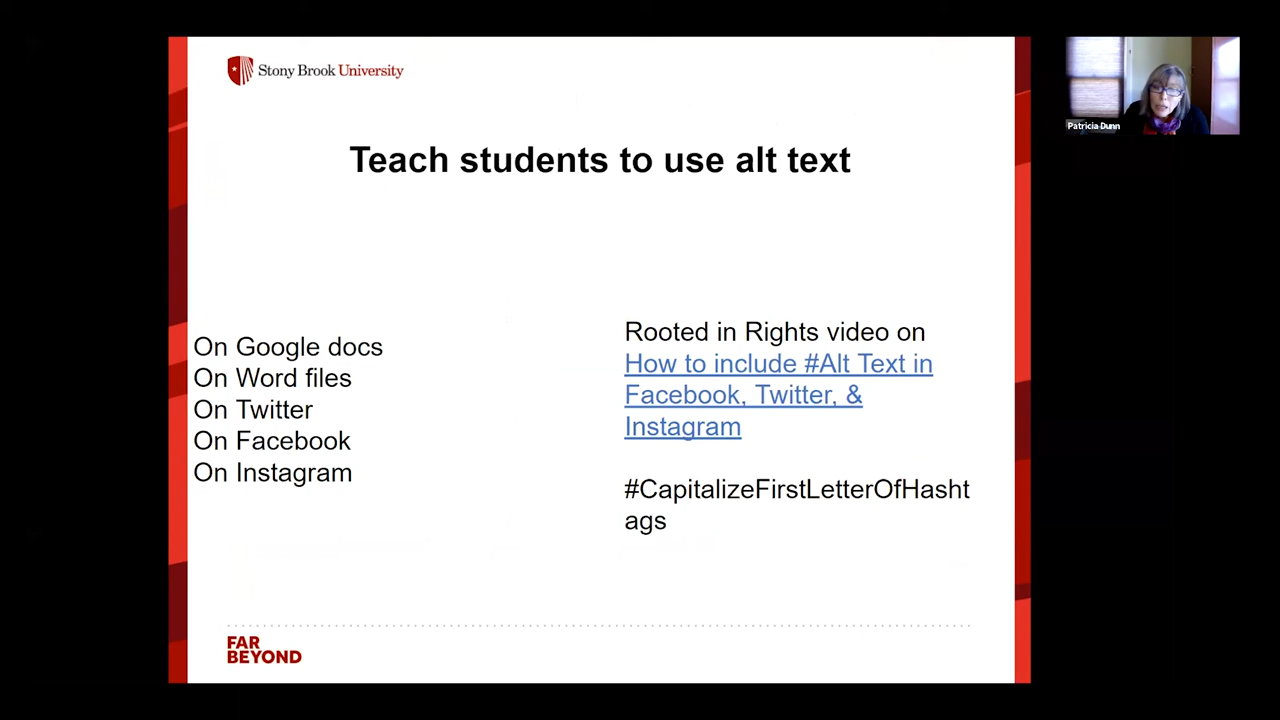 Stony Brook University
Patricia Dunn
Teach students to use alt text
On Google docs
On Word files
On Twitter
On Facebook
On Instagram
Rooted in Rights video on
How to include #Alt Text in
Facebook, Twitter, &
Instagram
#CapitalizeFirstLetterOfHasht
ags
FAR
BEYOND